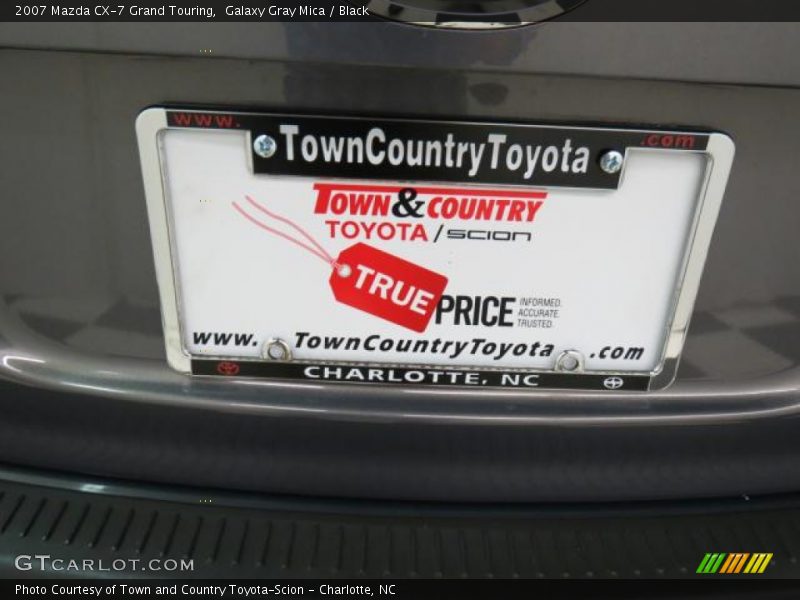 2007 Mazda CX-7 Grand Touring,  Galaxy Gray Mica / Black
www. .com
TownCountryToyota
TOWN & COUNTRY
TOYOTA / SCION
TRUE PRICE
INFORMED.
ACCURATE.
TRUSTED.
www. TownCountryToyota .com
CHARLOTTE, NC
GTCARLOT.COM
Photo Courtesy of Town and Country Toyota-Scion - Charlotte, NC